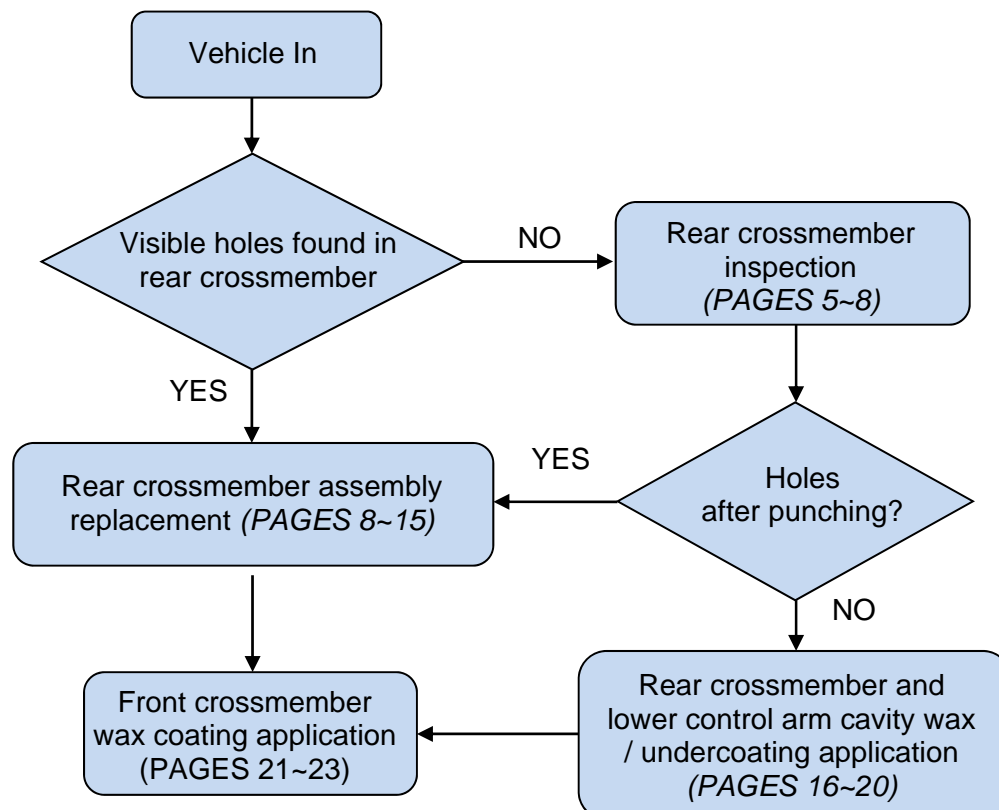 Vehicle In
Visible holes found in
rear crossmember
NO
Rear crossmember
inspection
(PAGES 5~8)
YES
Rear crossmember assembly
replacement (PAGES 8~15)
YES
Holes
after punching?
NO
Front crossmember
wax coating application
(PAGES 21~23)
Rear crossmember and
lower control arm cavity wax
/ undercoating application
(PAGES 16~20)